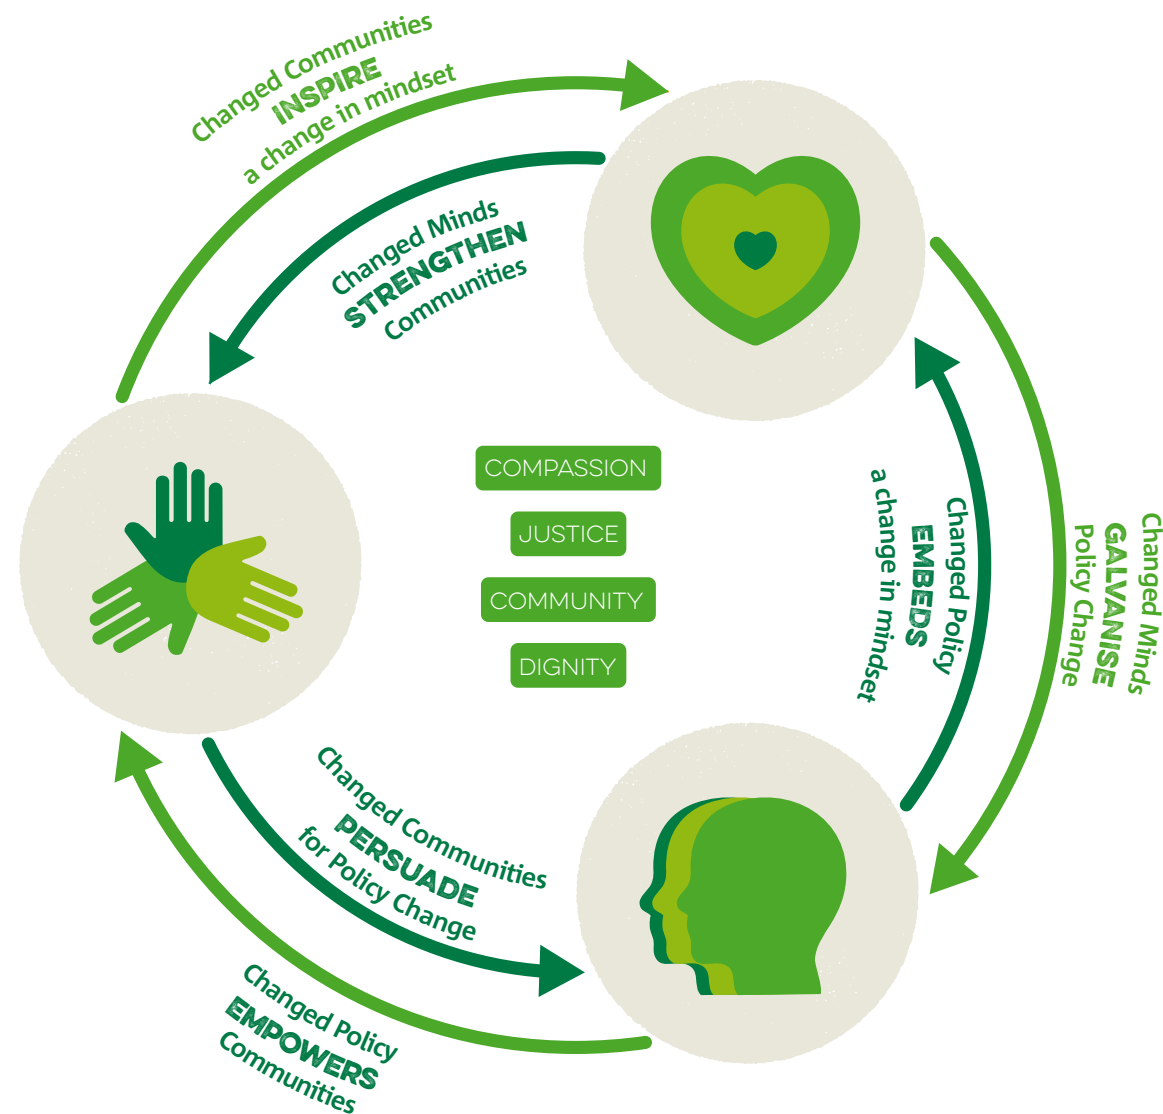 Changed Communities
INSPIRE
a change in mindset
Changed Minds
STRENGTHEN
Communities
COMPASSION
JUSTICE
COMMUNITY
DIGNITY
Changed Policy
EMBEDS
a change in mindset
Changed Minds
GALVANISE
Policy Change
Changed Communities
PERSUADE
for Policy Change
Changed Policy
EMPOWERS
Communities